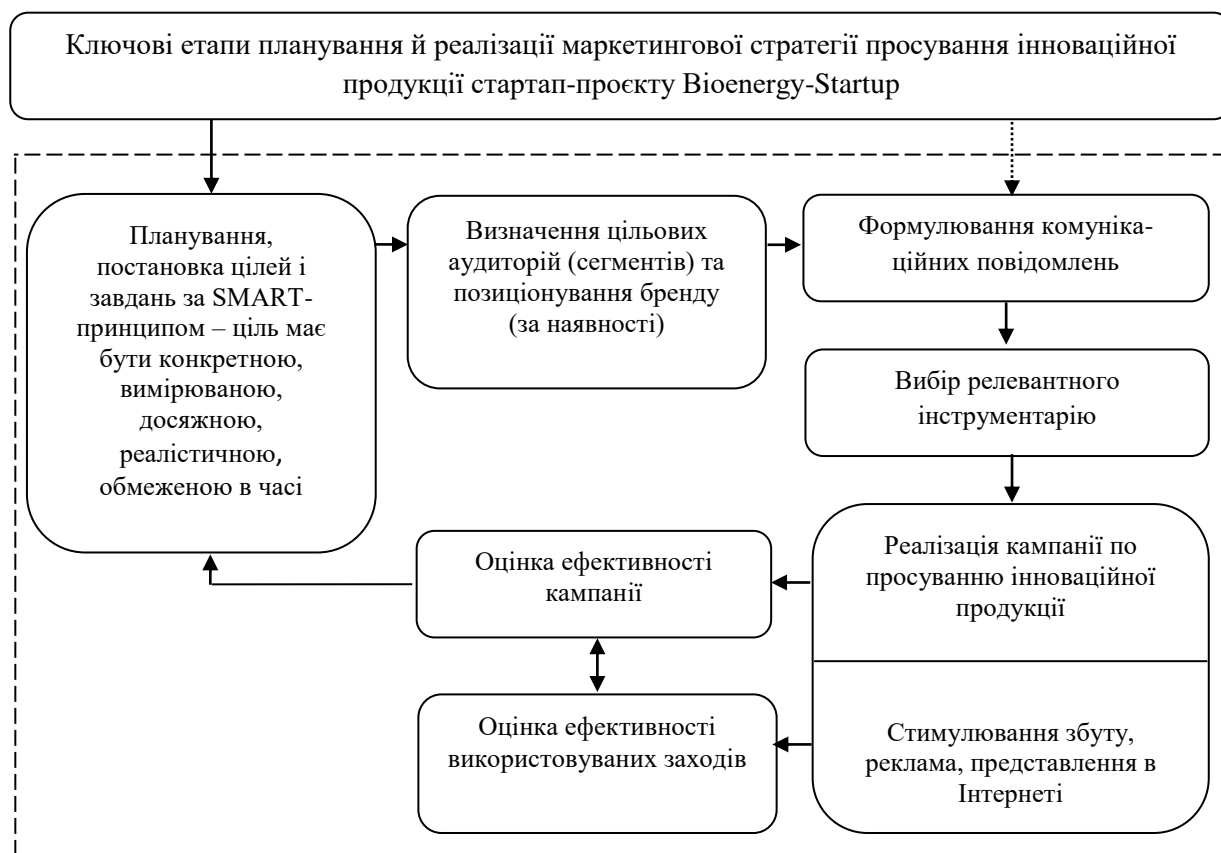 Ключові етапи планування й реалізації маркетингової стратегії просування інноваційної
продукції стартап-проєкту Bioenergy-Startup
Планування,
постановка цілей і
завдань за SMART-
принципом – ціль має
бути конкретною,
вимірюваною,
досяжною,
реалістичною,
обмеженою в часі
Визначення цільових
аудиторій (сегментів) та
позиціонування бренду
(за наявності)
Формулювання комуніка-
ційних повідомлень
Вибір релевантного
інструментарію
Реалізація кампанії по
просуванню інноваційної
продукції
Стимулювання збуту,
реклама, представлення в
Інтернеті
Оцінка ефективності
кампанії
Оцінка ефективності
використовуваних заходів